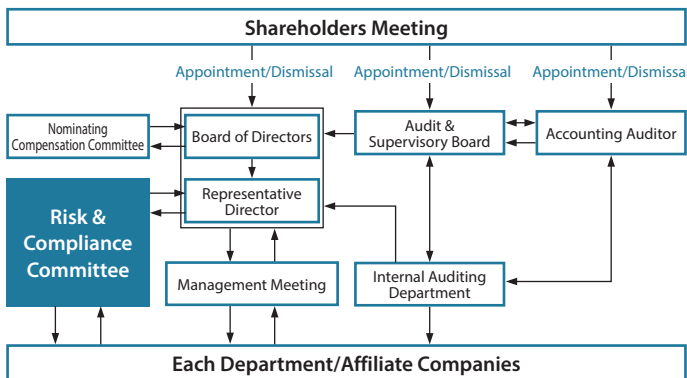 Shareholders Meeting
Appointment/Dismissal
Appointment/Dismissal
Appointment/Dismissa
Nominating
Compensation Committee
Board of Directors
Audit &
Supervisory Board
Accounting Auditor
Risk &
Compliance
Committee
Representative
Director
Management Meeting
Internal Auditing
Department
Each Department/Affiliate Companies